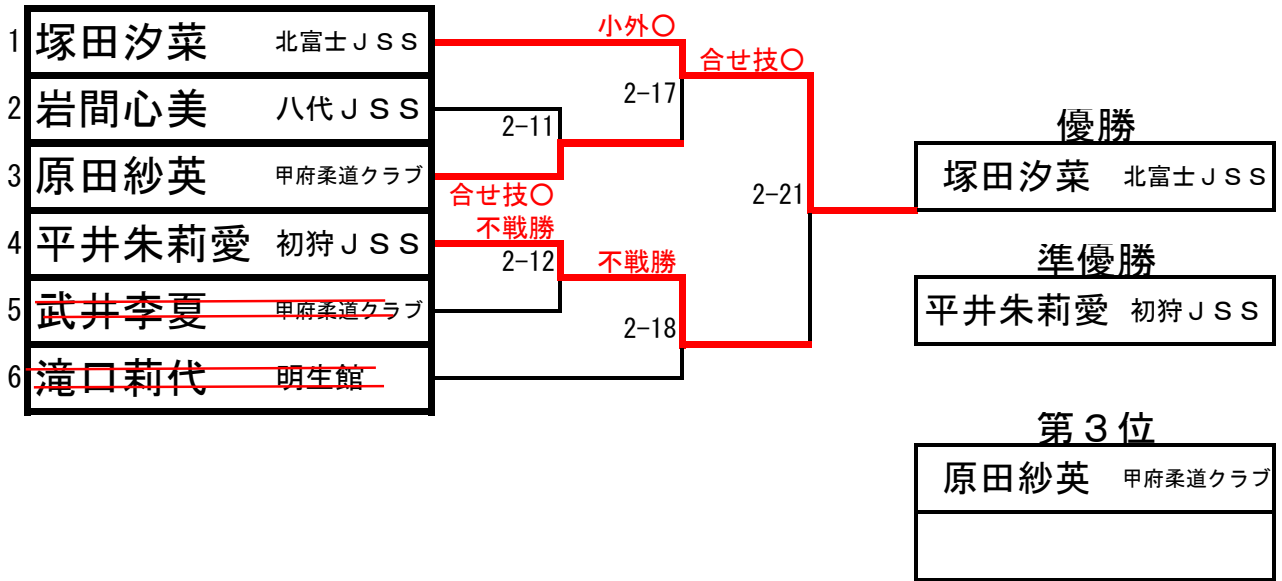 1 塚田汐菜 北富士ＪＳＳ
2 岩間心美 八代ＪＳＳ
3 原田紗英 甲府柔道クラブ
4 平井朱莉愛 初狩ＪＳＳ
5 武井李夏 甲府柔道クラブ
6 滝口莉代 明生館
2-11
合せ技〇
不戦勝
2-12
小外〇
2-17
不戦勝
2-18
合せ技〇
2-21
優勝
塚田汐菜 北富士ＪＳＳ
準優勝
平井朱莉愛 初狩ＪＳＳ
第３位
原田紗英 甲府柔道クラブ